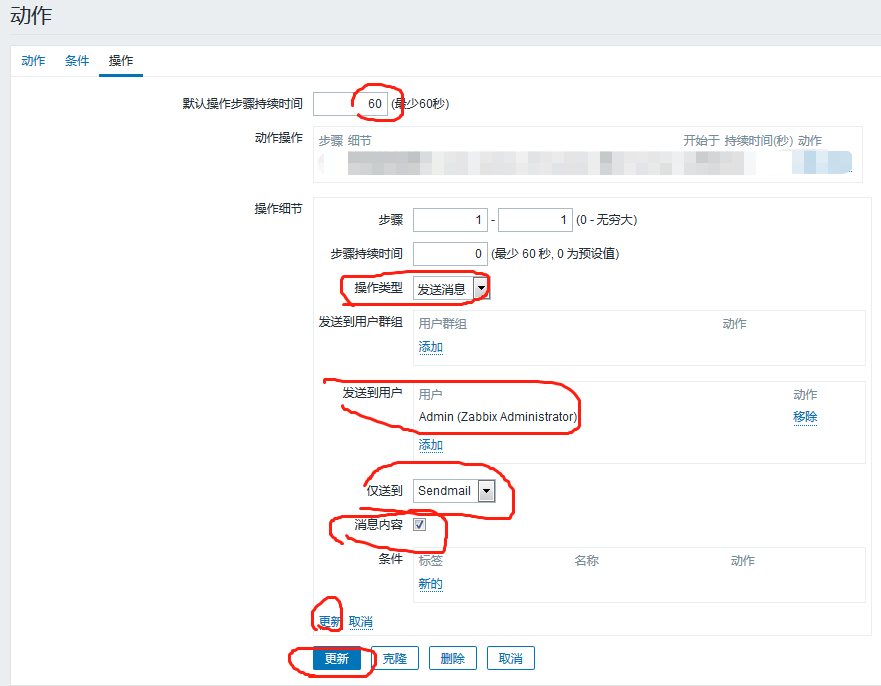 动作
动作 条件 操作
默认操作步骤持续时间 60 (最少60秒)
动作操作 步骤 细节 开始于 持续时间(秒) 动作
操作细节
步骤 1 - 1 (0 - 无穷大)
步骤持续时间 0 (最少 60 秒, 0 为预设值)
操作类型 发送消息
发送到用户群组 用户群组 动作
添加
发送到用户 用户 动作
Admin (Zabbix Administrator) 移除
添加
仅送到 Sendmail
消息内容
条件 标签 名称 动作
新的
更新 取消
更新 克隆 删除 取消